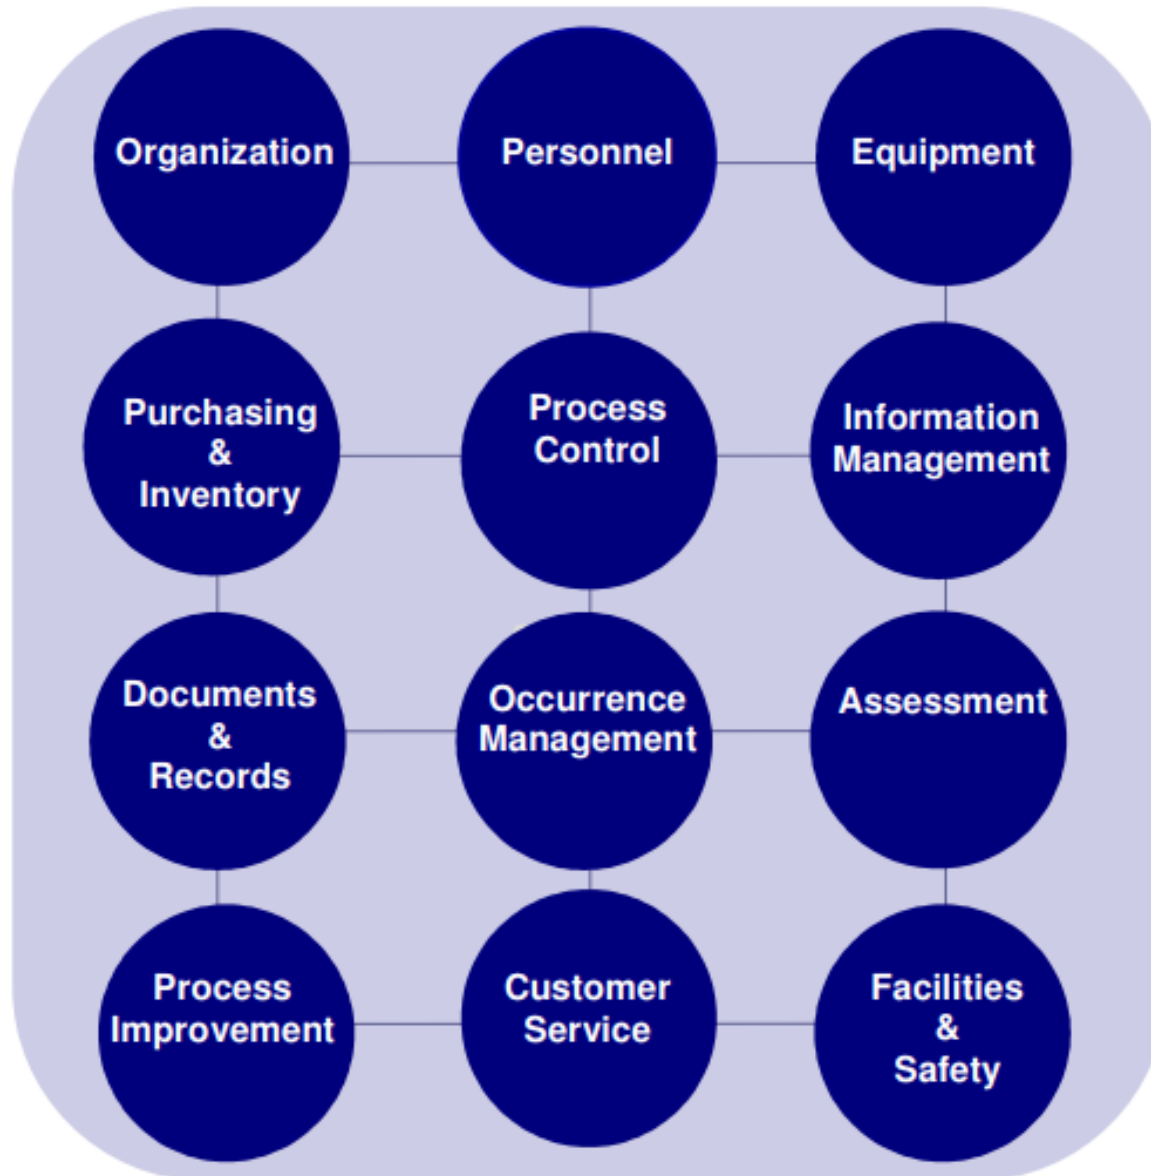 Organization
Personnel
Equipment
Purchasing
&
Inventory
Process
Control
Information
Management
Documents
&
Records
Occurrence
Management
Assessment
Process
Improvement
Customer
Service
Facilities
&
Safety